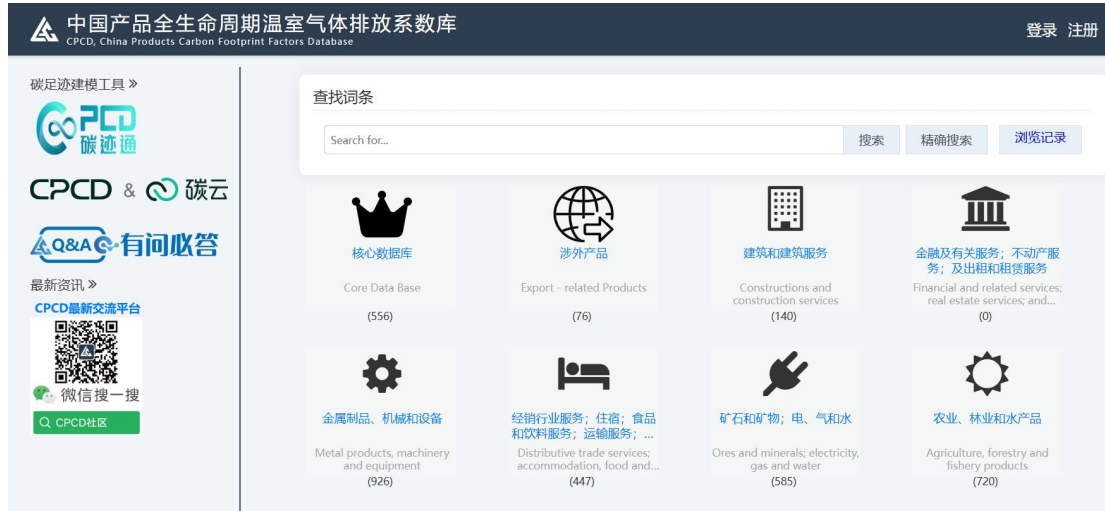 中国产品全生命周期温室气体排放系数库
CPCD, China Products Carbon Footprint Factors Database
登录 注册
碳足迹建模工具 »
CPCD
碳迹通
CPCD & 碳云
Q&A 有问必答
最新资讯 »
CPCD最新交流平台
微信搜一搜
CPCD社区
查找词条
Search for...
搜索
精确搜索
浏览记录
核心数据库
Core Data Base
(556)
涉外产品
Export - related Products
(76)
建筑和建筑服务
Constructions and
construction services
(140)
金融及有关服务；不动产服
务；及出租和租赁服务
Financial and related services;
real estate services; and...
(0)
金属制品、机械和设备
Metal products, machinery
and equipment
(926)
经销行业服务；住宿；食品
和饮料服务；运输服务；...
Distributive trade services;
accommodation, food and...
(447)
矿石和矿物；电、气和水
Ores and minerals; electricity,
gas and water
(585)
农业、林业和水产品
Agriculture, forestry and
fishery products
(720)